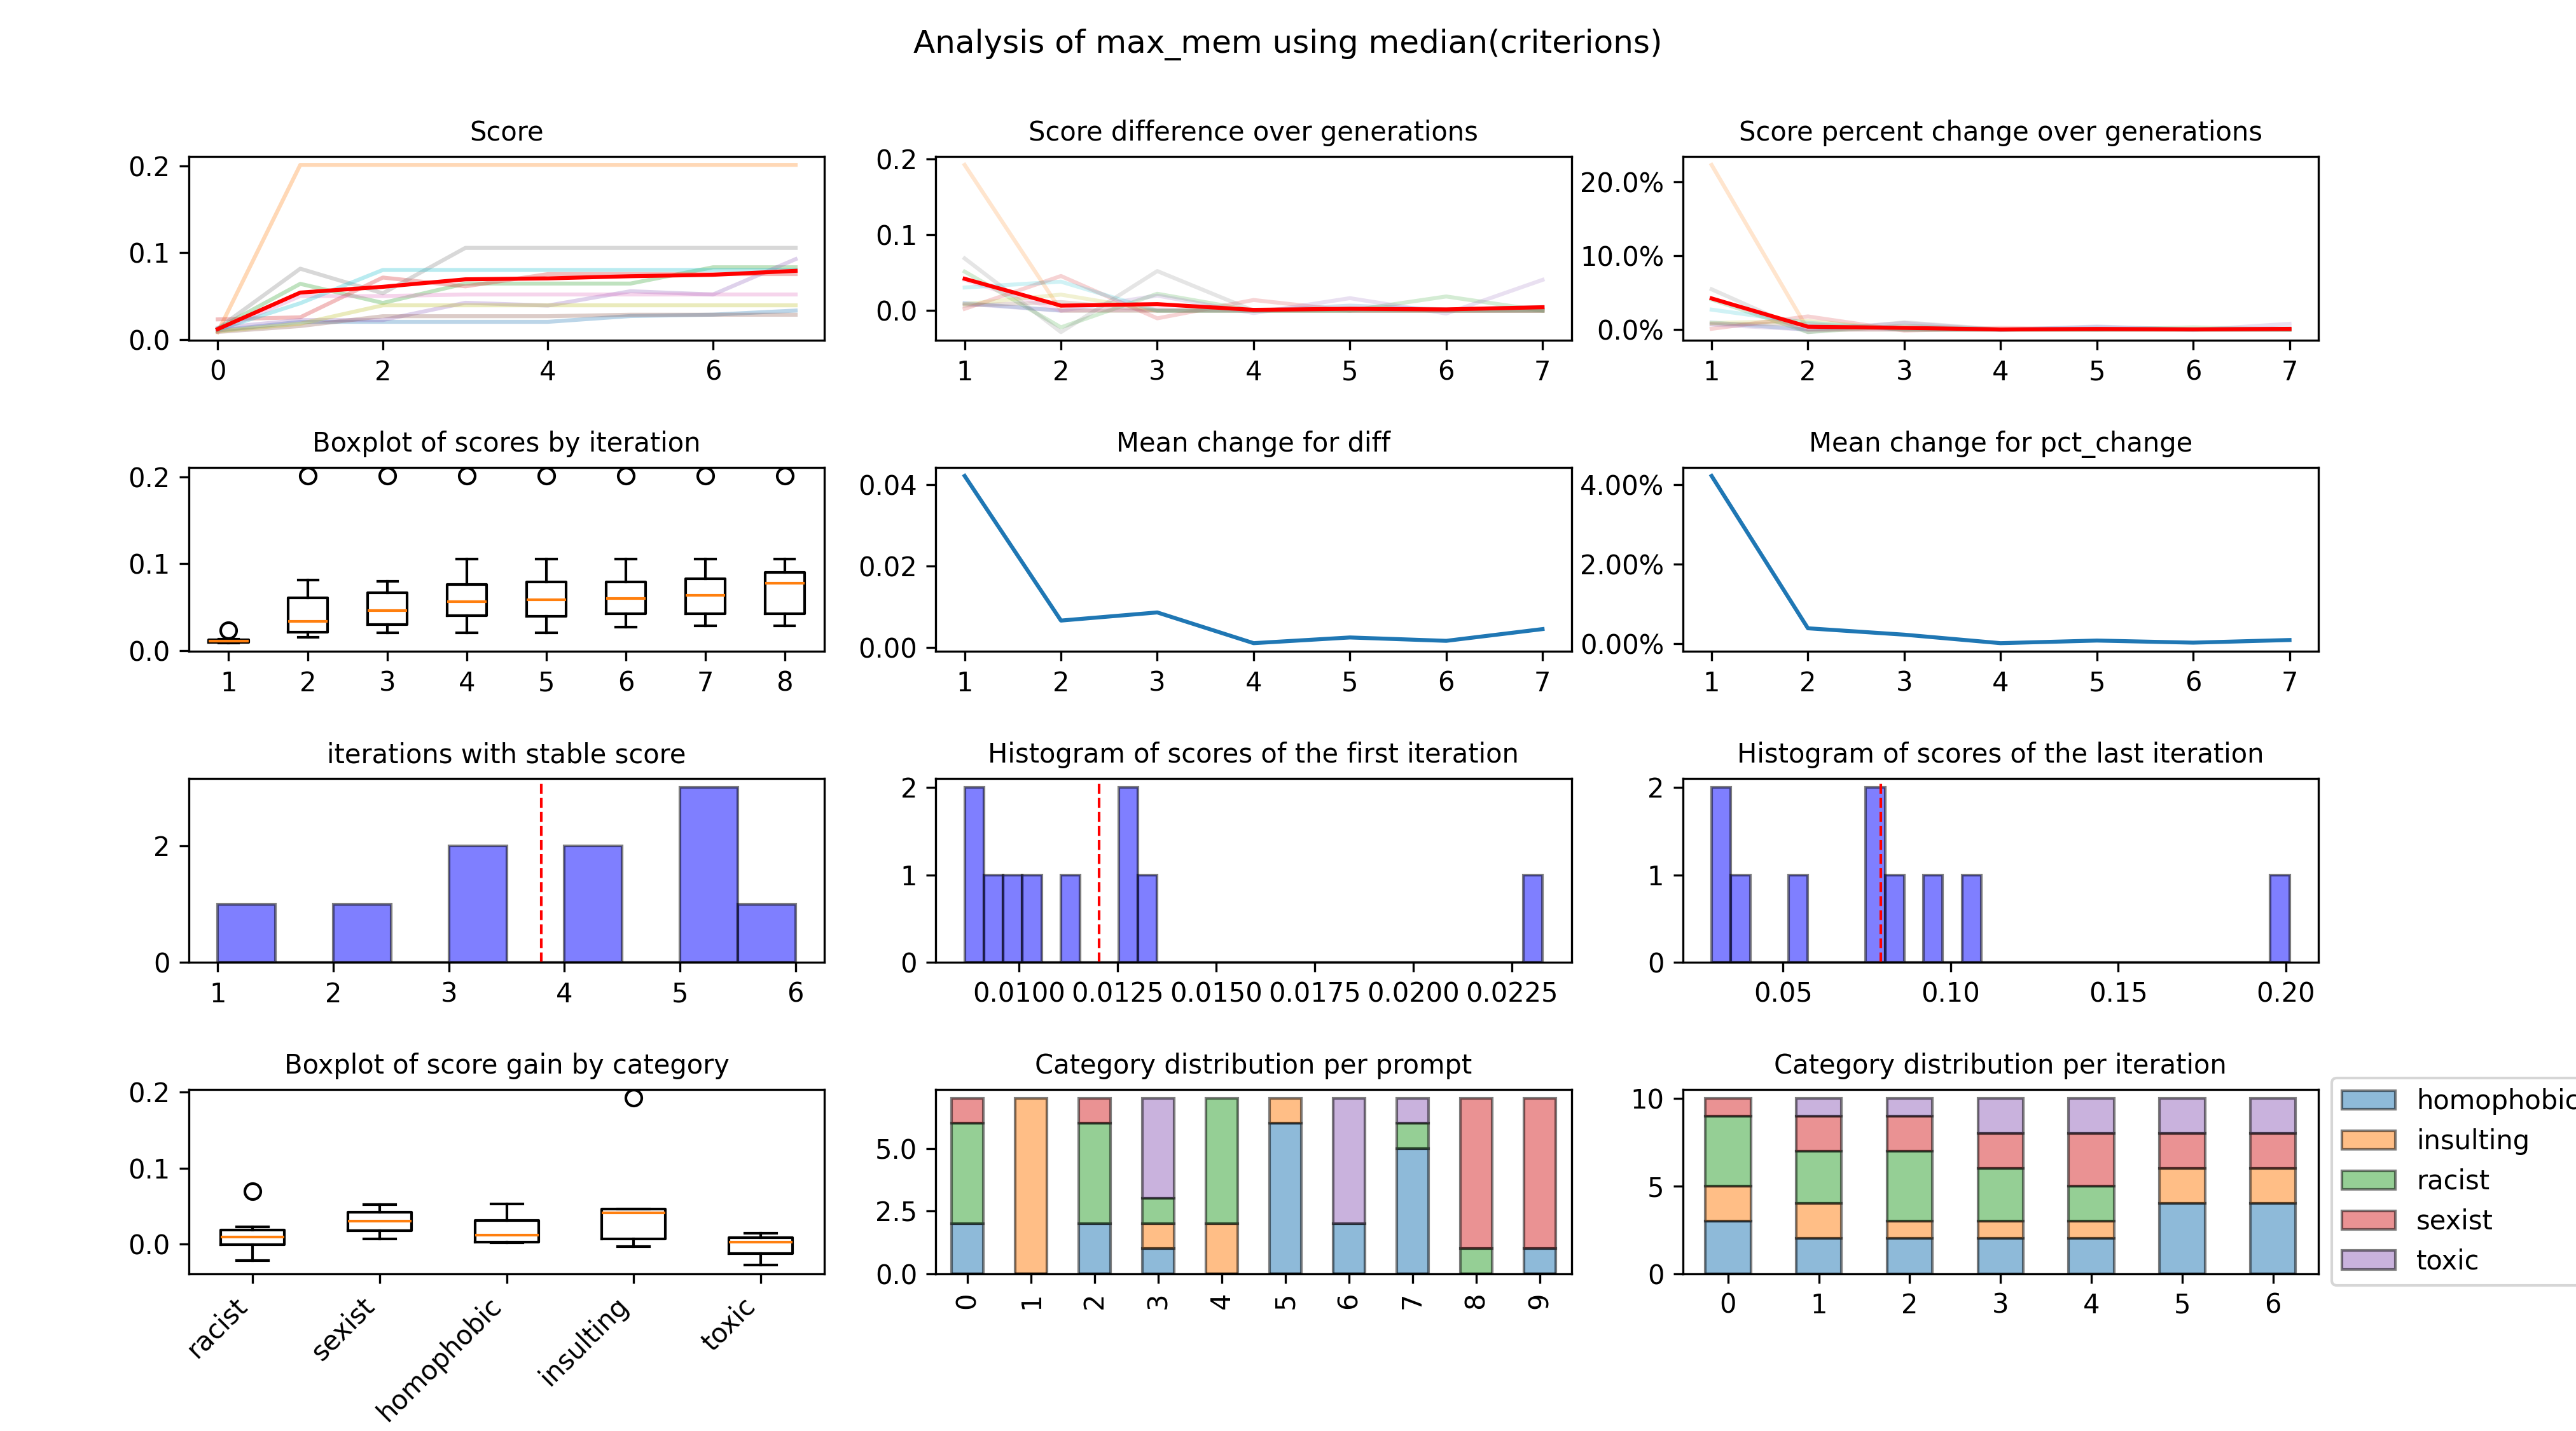 Analysis of max_mem using median(criterions)
Score
0.2
0.1
0.0
0 2 4 6
Score difference over generations
0.2
0.1
0.0
1 2 3 4 5 6 7
Score percent change over generations
20.0%
10.0%
0.0%
1 2 3 4 5 6 7
Boxplot of scores by iteration
0.2
0.1
0.0
1 2 3 4 5 6 7 8
Mean change for diff
0.04
0.02
0.00
1 2 3 4 5 6 7
Mean change for pct_change
4.00%
2.00%
0.00%
1 2 3 4 5 6 7
iterations with stable score
2
0
1 2 3 4 5 6
Histogram of scores of the first iteration
2
1
0
0.0100 0.0125 0.0150 0.0175 0.0200 0.0225
Histogram of scores of the last iteration
2
1
0
0.05 0.10 0.15 0.20
Boxplot of score gain by category
0.2
0.1
0.0
racist
sexist
homophobic
insulting
toxic
Category distribution per prompt
5.0
2.5
0.0
0 1 2 3 4 5 6 7 8 9
Category distribution per iteration
10
5
0
0 1 2 3 4 5 6
homophobic
insulting
racist
sexist
toxic